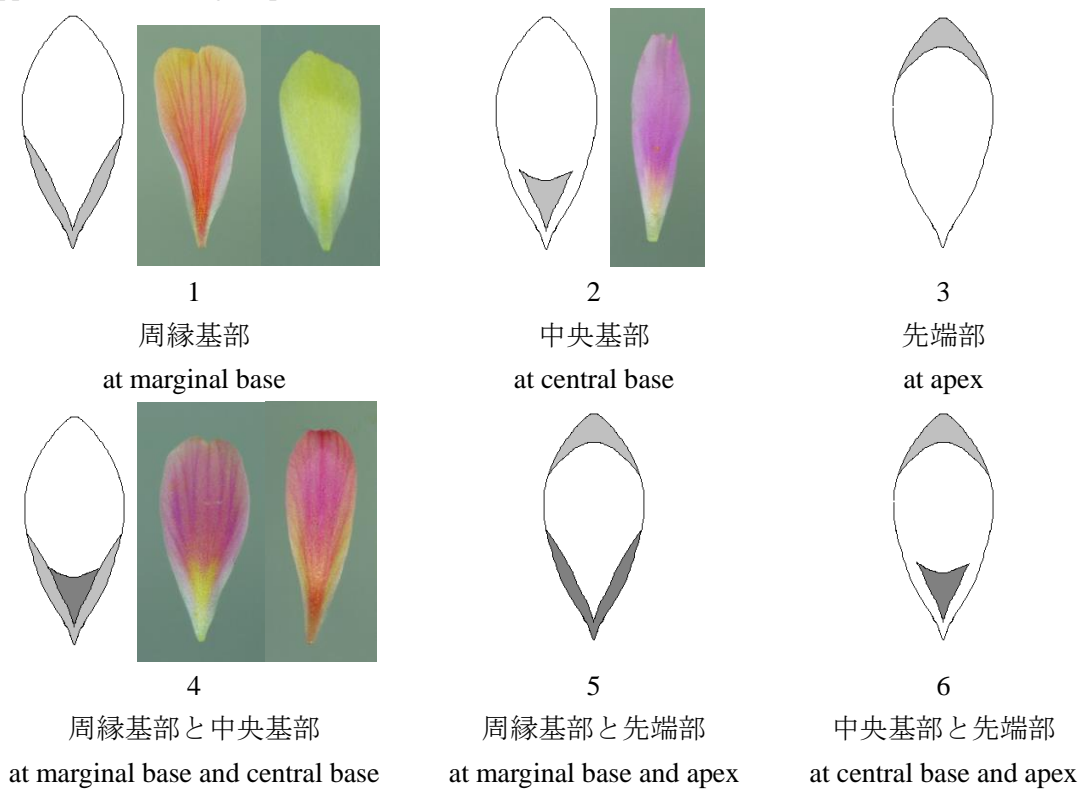 1
周縁基部
at marginal base
2
中央基部
at central base
3
先端部
at apex
4
周縁基部と中央基部
at marginal base and central base
5
周縁基部と先端部
at marginal base and apex
6
中央基部と先端部
at central base and apex